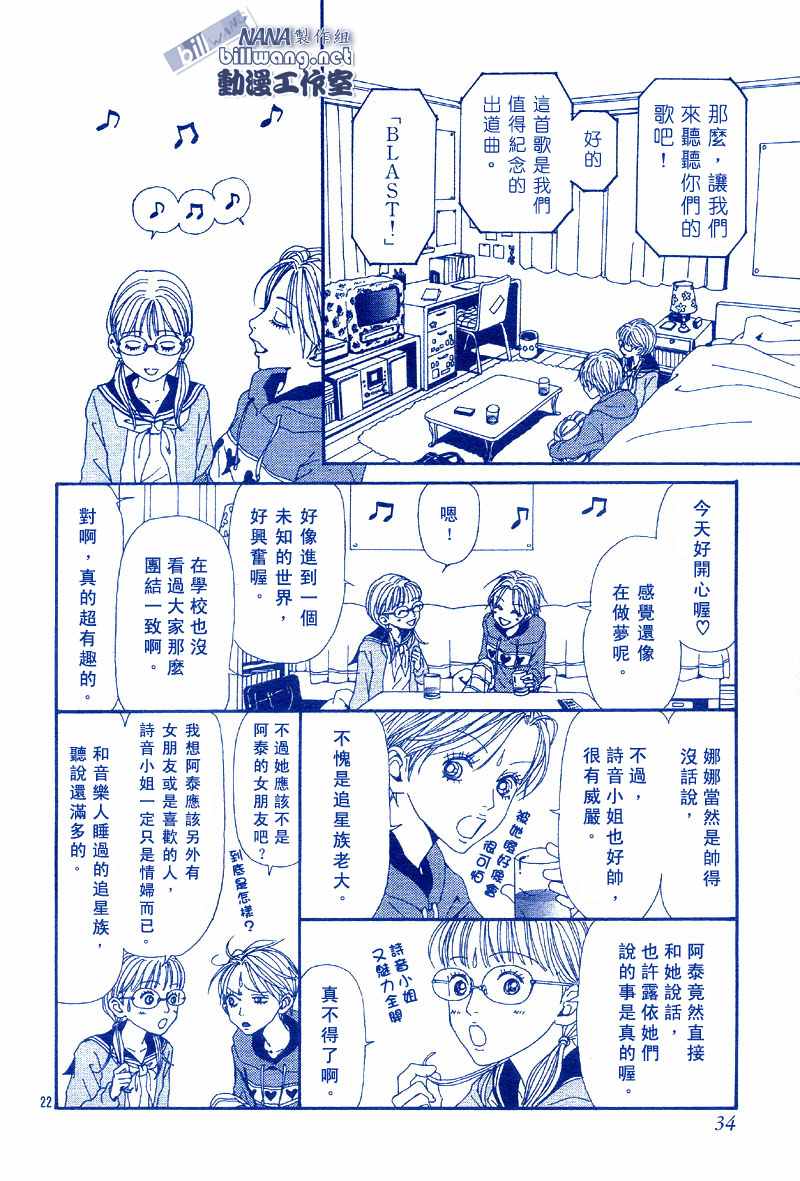 bill WANG
NANA製作組
billwang.net
動漫工作室
那麼，讓我們
來聽聽你們的
歌吧！
好的
這首歌是我們
值得紀念的
出道曲。
「BLAST!」
今天好開心喔♡
感覺還像
在做夢呢。
嗯！
好像進到一個
未知的世界，
好興奮喔。
在學校也沒
看過大家那麼
團結一致啊。
對啊，真的超有趣的。
娜娜當然是帥得
沒話說，
不過，
詩音小姐也好帥，
很有威嚴。
不愧是追星族老大。
很可怕
阿泰竟然直接
和她說話，
也許露依她們
說的事是真的喔。
詩音小姐
又魅力全開
真不得了啊。
不過她應該不是
阿泰的女朋友吧？
我想阿泰應該另外有
女朋友或是喜歡的人，
詩音小姐一定只是情婦而已。
和音樂人睡過的追星族，
聽說還滿多的。
到底是怎樣？
22
34